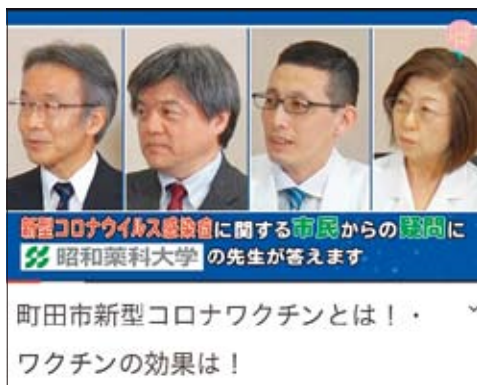 新型コロナウイルス感染症に関する市民からの疑問に
昭和薬科大学の先生が答えます
町田市新型コロナワクチンとは！・
ワクチンの効果は！